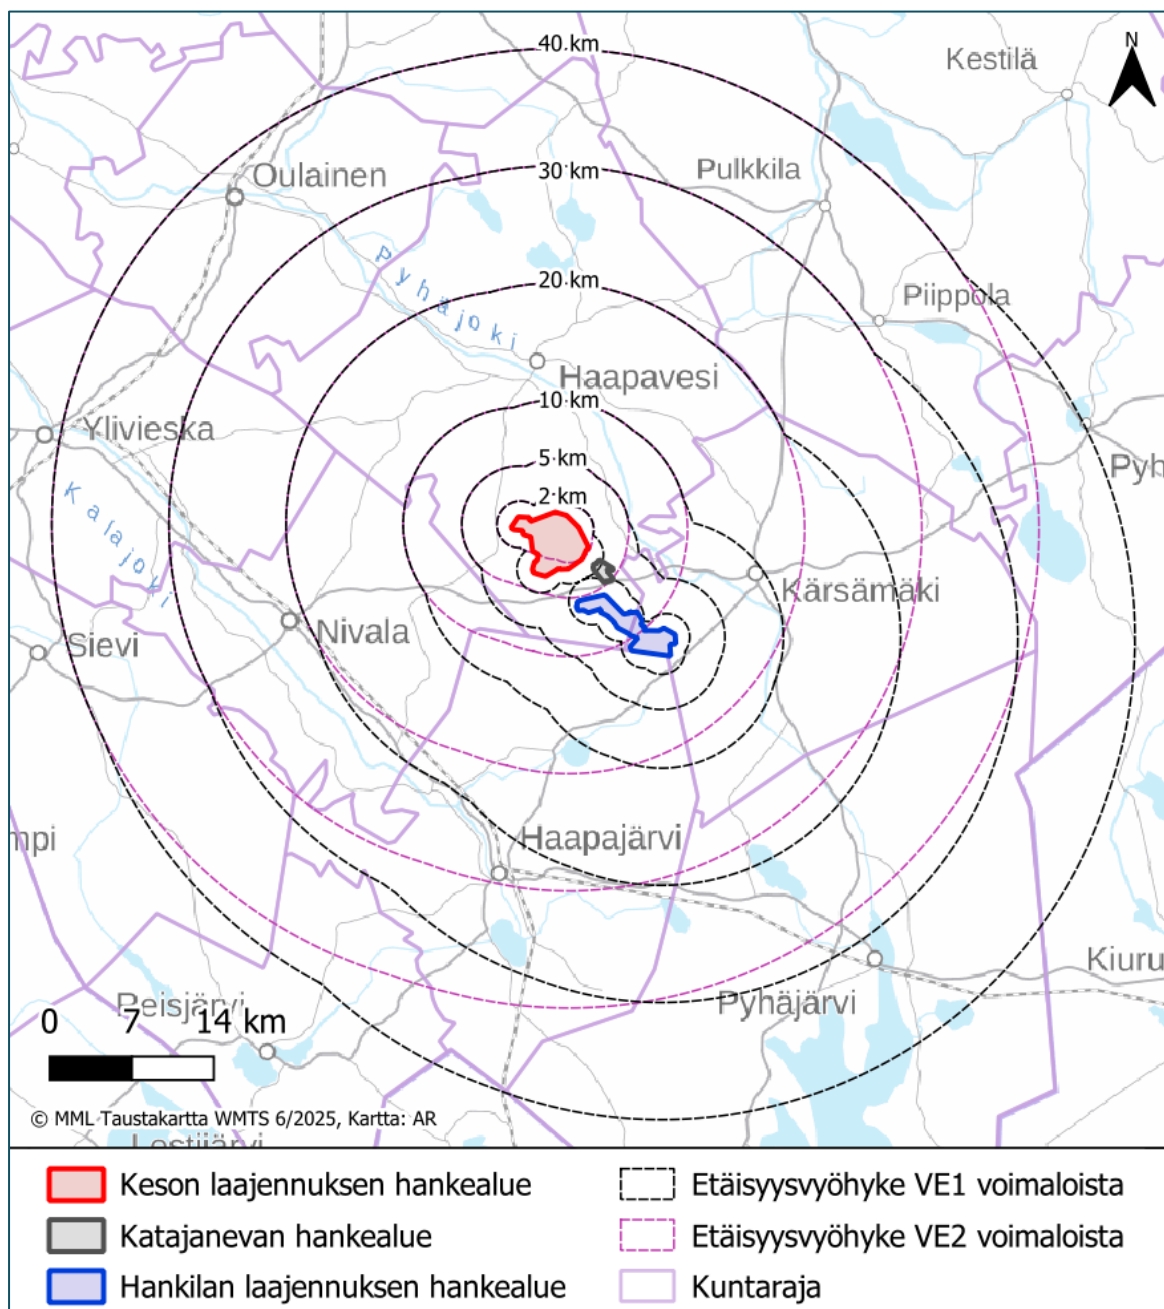 40 km
N
Kestilä
30 km
Pulkkila
Oulainen
Pyhäjoki
20 km
Piippola
Haapavesi
10 km
Ylivieska
5 km
Pyh
2 km
Kalajoki
Kärsämäki
Sievi
Nivala
mpi
Haapajärvi
Kiuru
Reisjärvi
Pyhäjärvi
0 7 14 km
© MML Taustakartta WMTS 6/2025, Kartta: AR
Lestijärvi
Keson laajennuksen hankealue
Etäisyysvyöhyke VE1 voimaloista
Katajanevan hankealue
Etäisyysvyöhyke VE2 voimaloista
Hankilan laajennuksen hankealue
Kuntaraja